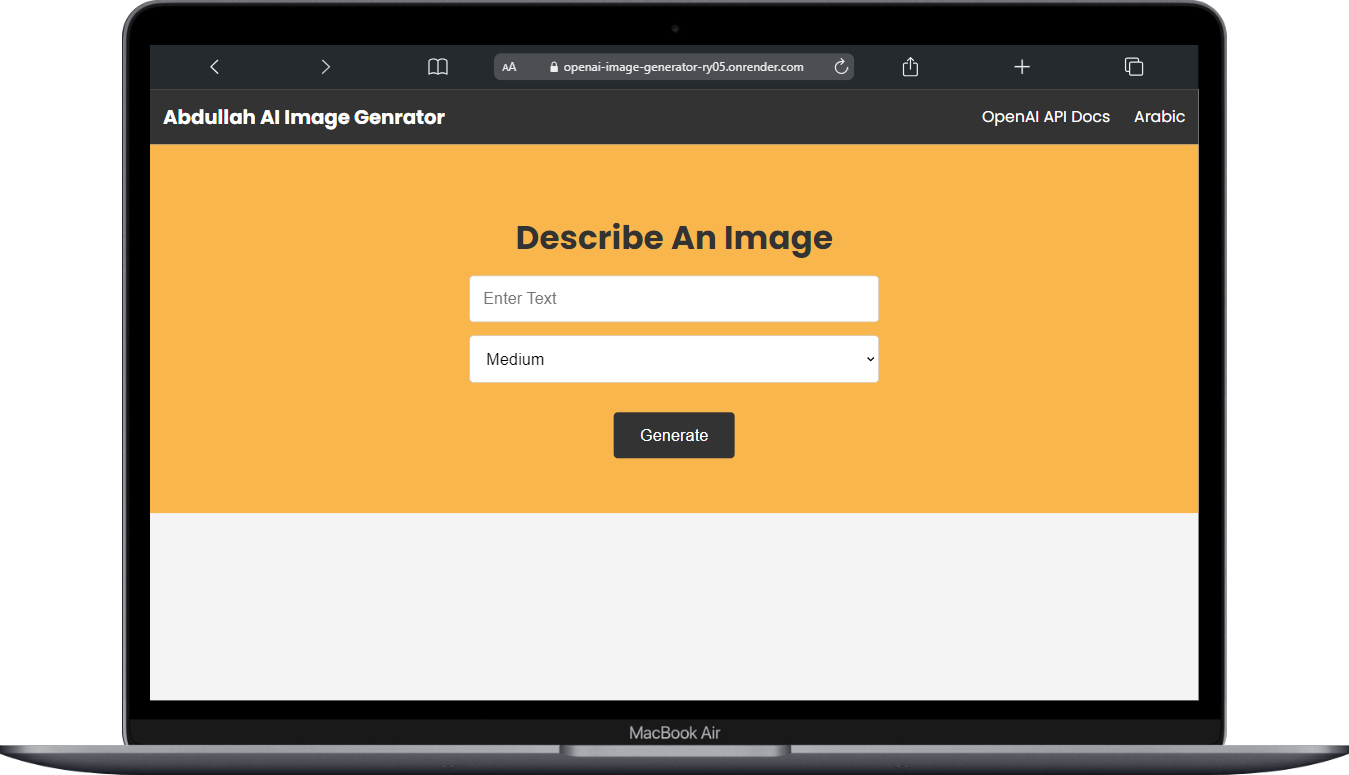 AA openai-image-generator-ry05.onrender.com
Abdullah AI Image Genrator OpenAI API Docs Arabic
Describe An Image
Enter Text
Medium
Generate
MacBook Air